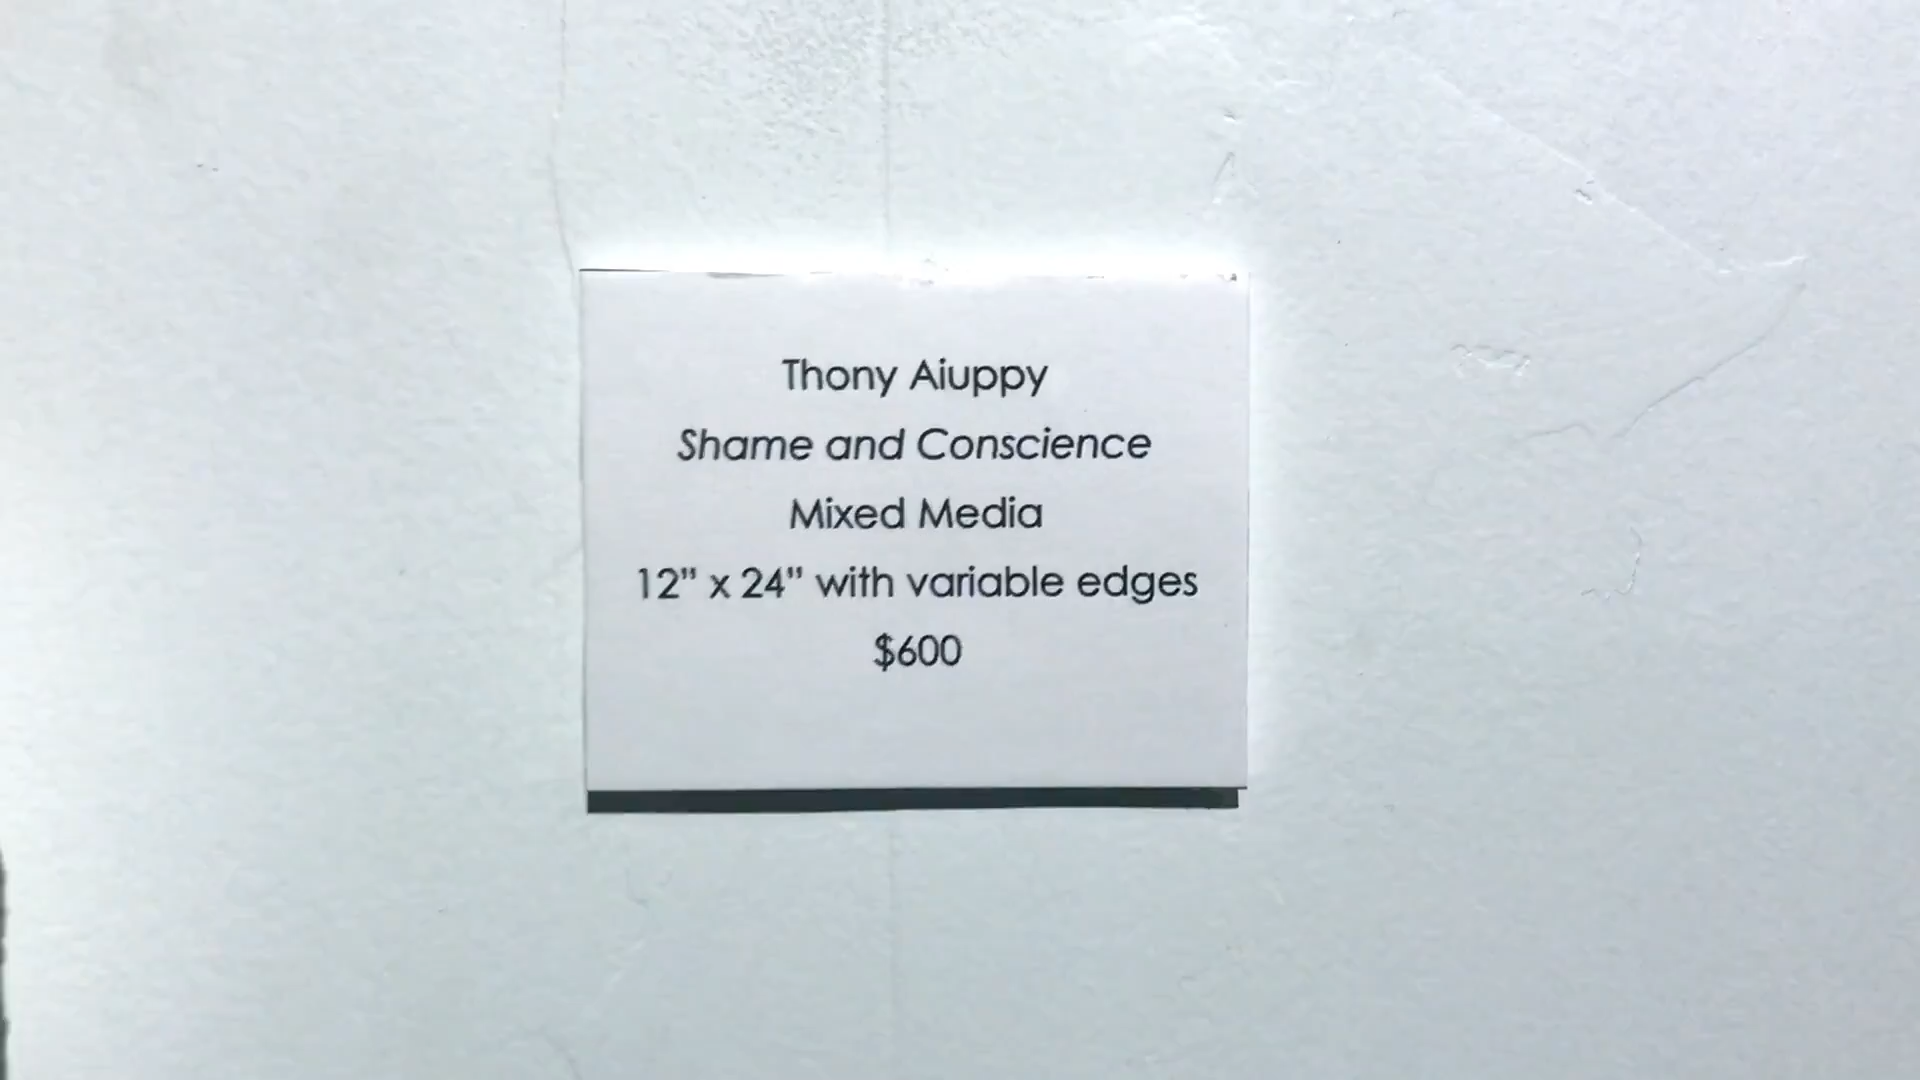 Thony Aiuppy
Shame and Conscience
Mixed Media
12" x 24" with variable edges
$600